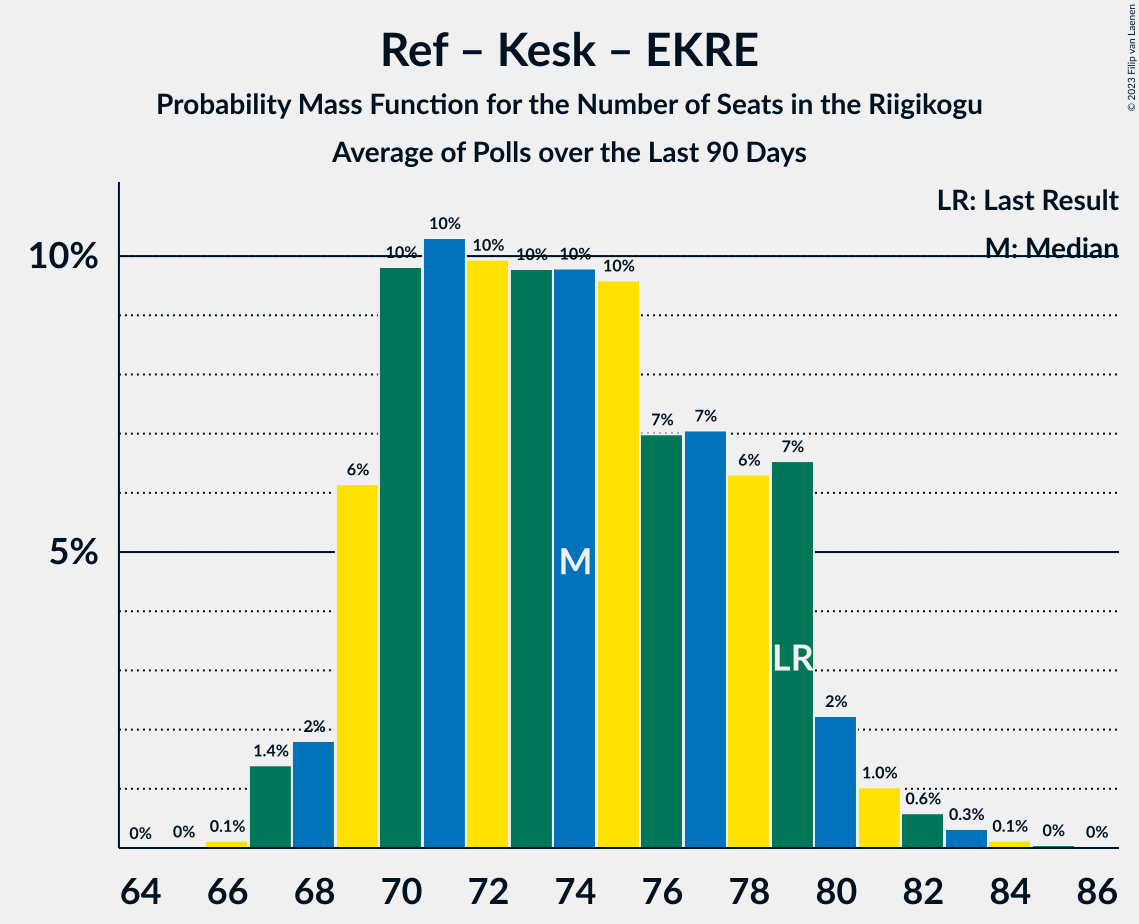 Ref – Kesk – EKRE
Probability Mass Function for the Number of Seats in the Riigikogu
Average of Polls over the Last 90 Days
© 2023 Filip van Laenen
LR: Last Result
M: Median
10%
5%
0% 0% 0.1% 1.4% 2% 6% 10% 10% 10% 10% 10% 10% 7% 7% 6% 7% 2% 1.0% 0.6% 0.3% 0.1% 0% 0%
M
LR
64 66 68 70 72 74 76 78 80 82 84 86